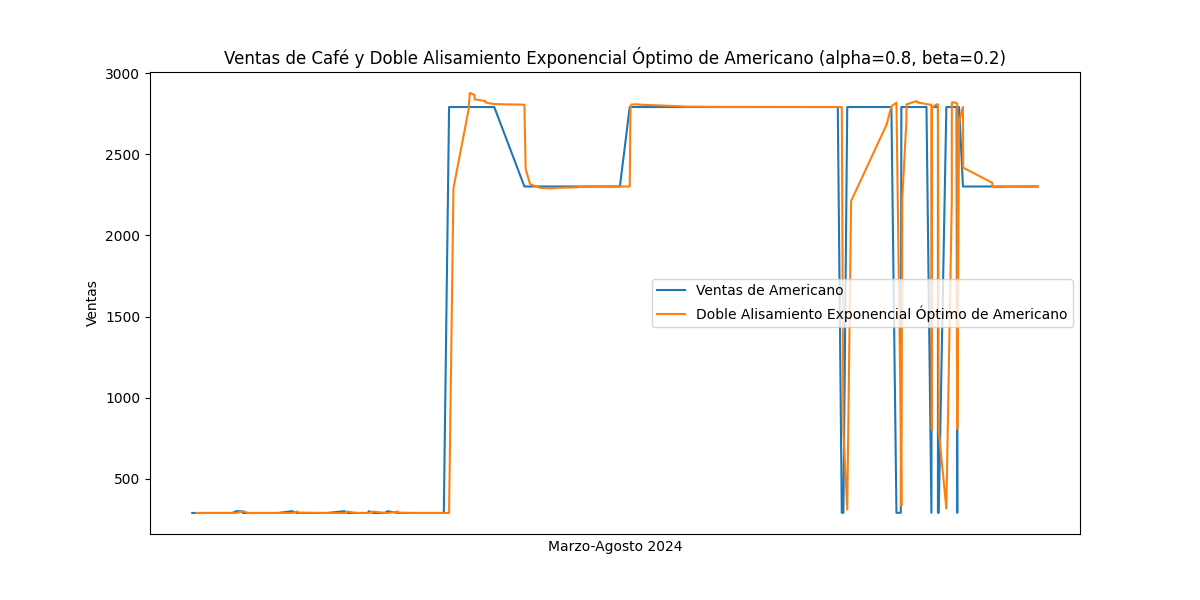 Ventas de Café y Doble Alisamiento Exponencial Óptimo de Americano (alpha=0.8, beta=0.2)
3000
2500
2000
1500
1000
500
Ventas
Ventas de Americano
Doble Alisamiento Exponencial Óptimo de Americano
Marzo-Agosto 2024